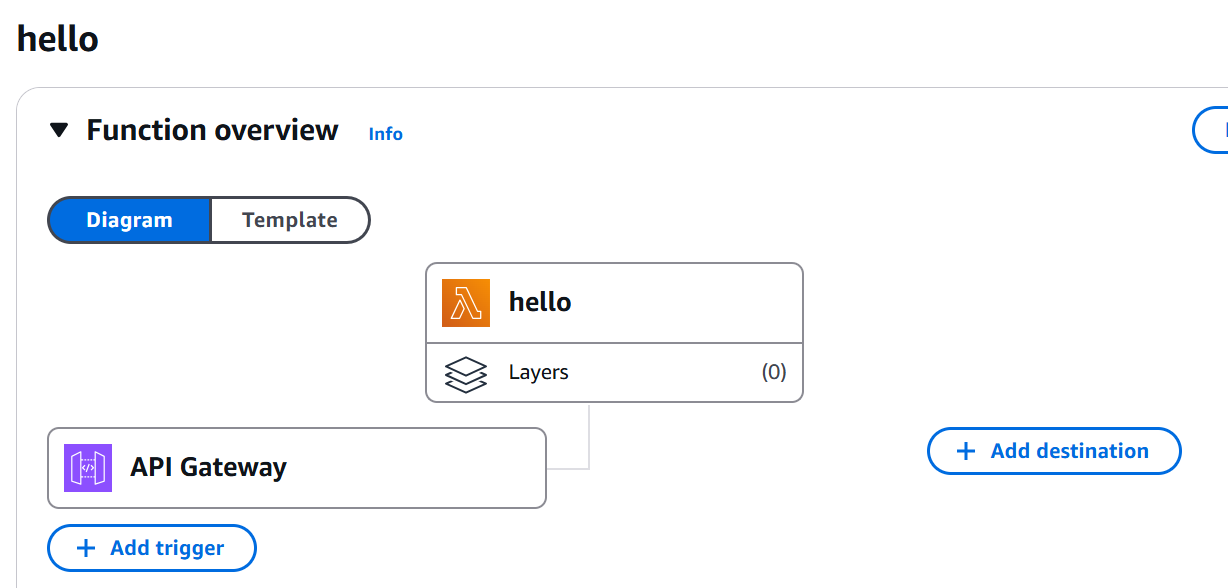 hello
Function overview Info
Diagram Template
hello
Layers (0)
API Gateway
+ Add destination
+ Add trigger